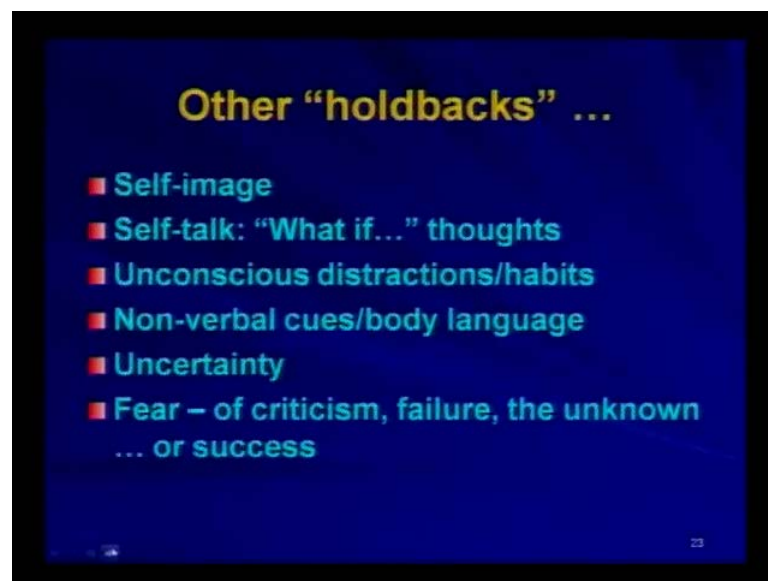 Other “holdbacks” …
Self-image
Self-talk: “What if…” thoughts
Unconscious distractions/habits
Non-verbal cues/body language
Uncertainty
Fear – of criticism, failure, the unknown
… or success
23